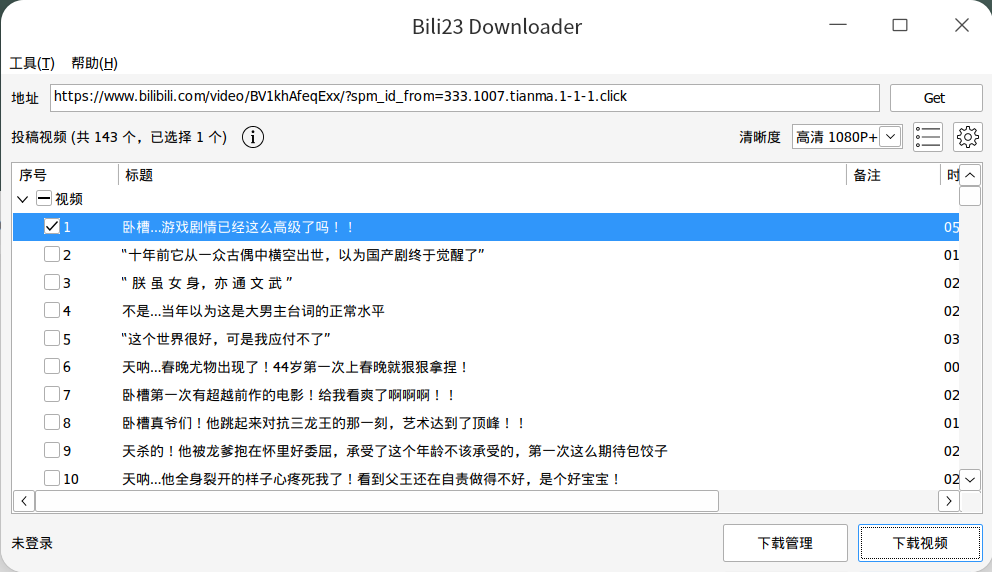 Bili23 Downloader
工具(T) 帮助(H)
地址 https://www.bilibili.com/video/BV1khAfeqExx/?spm_id_from=333.1007.tianma.1-1-1.click Get
投稿视频 (共 143 个，已选择 1 个) 清晰度 高清 1080P+
序号 标题 备注 时
视频
1 卧槽...游戏剧情已经这么高级了吗！！ 05
2 “十年前它从一众古偶中横空出世，以为国产剧终于觉醒了” 01
3 “ 朕 虽 女 身，亦 通 文 武 ” 02
4 不是...当年以为这是大男主台词的正常水平 02
5 “这个世界很好，可是我应付不了” 03
6 天呐...春晚尤物出现了！44岁第一次上春晚就狠狠拿捏！ 00
7 卧槽第一次有超越前作的电影！给我看爽了啊啊啊！！ 02
8 卧槽真爷们！他跳起来对抗三龙王的那一刻，艺术达到了顶峰！！ 01
9 天杀的！他被龙爹抱在怀里好委屈，承受了这个年龄不该承受的，第一次这么期待包饺子 02
10 天呐...他全身裂开的样子心疼死我了！看到父王还在自责做得不好，是个好宝宝！ 02
未登录 下载管理 下载视频